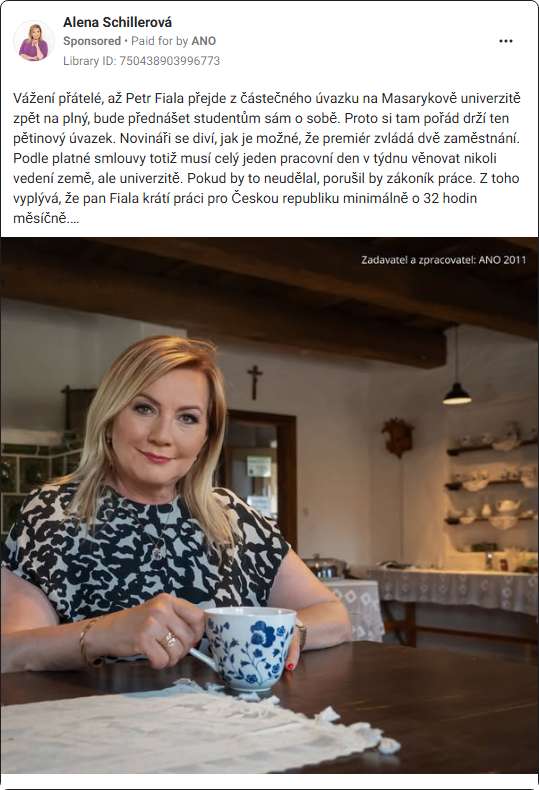 Alena Schillerová
Sponsored • Paid for by ANO
Library ID: 750438903996773
Vážení přátelé, až Petr Fiala přejde z částečného úvazku na Masarykově univerzitě
zpět na plný, bude přednášet studentům sám o sobě. Proto si tam pořád drží ten
pětinový úvazek. Novináři se diví, jak je možné, že premiér zvládá dvě zaměstnání.
Podle platné smlouvy totiž musí celý jeden pracovní den v týdnu věnovat nikoli
vedení země, ale univerzitě. Pokud by to neudělal, porušil by zákoník práce. Z toho
vyplývá, že pan Fiala krátí práci pro Českou republiku minimálně o 32 hodin
měsíčně....
Zadavatel a zpracovatel: ANO 2011